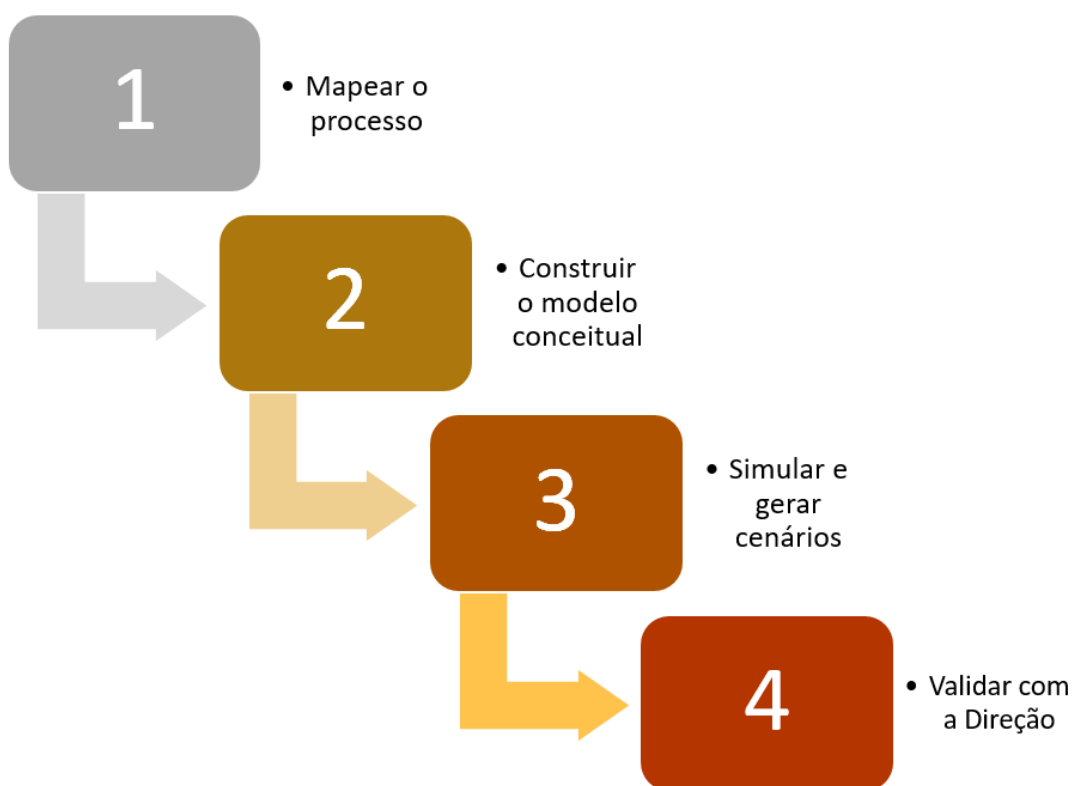 1
• Mapear o
processo
2
• Construir
o modelo
conceitual
3
• Simular e
gerar
cenários
4
• Validar com
a Direção